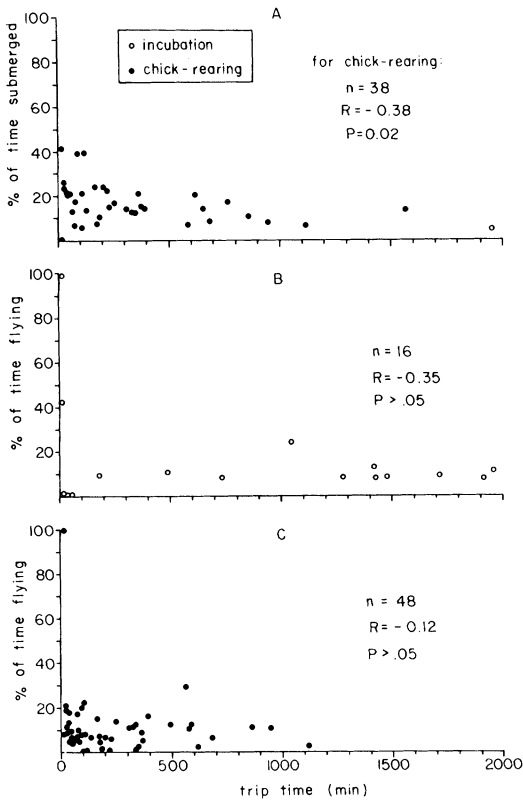 A
100
80
60
40
20
% of time submerged
○ incubation
● chick-rearing
for chick-rearing:
n = 38
R = - 0.38
P=0.02
B
100
80
60
40
20
% of time flying
n = 16
R= -0.35
P > .05
C
100
80
60
40
20
% of time flying
n = 48
R= - 0.12
P > .05
0 500 1000 1500 2000
trip time (min)